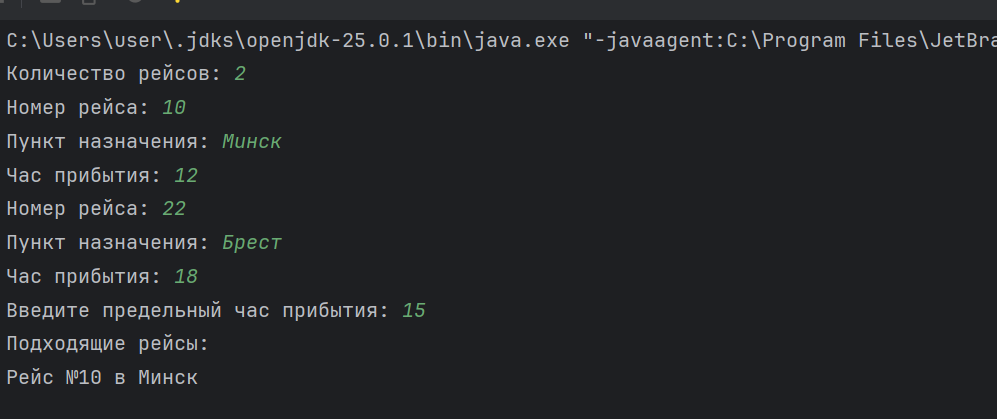 C:\Users\user\.jdks\openjdk-25.0.1\bin\java.exe "-javaagent:C:\Program Files\JetBra
Количество рейсов: 2
Номер рейса: 10
Пункт назначения: Минск
Час прибытия: 12
Номер рейса: 22
Пункт назначения: Брест
Час прибытия: 18
Введите предельный час прибытия: 15
Подходящие рейсы:
Рейс №10 в Минск